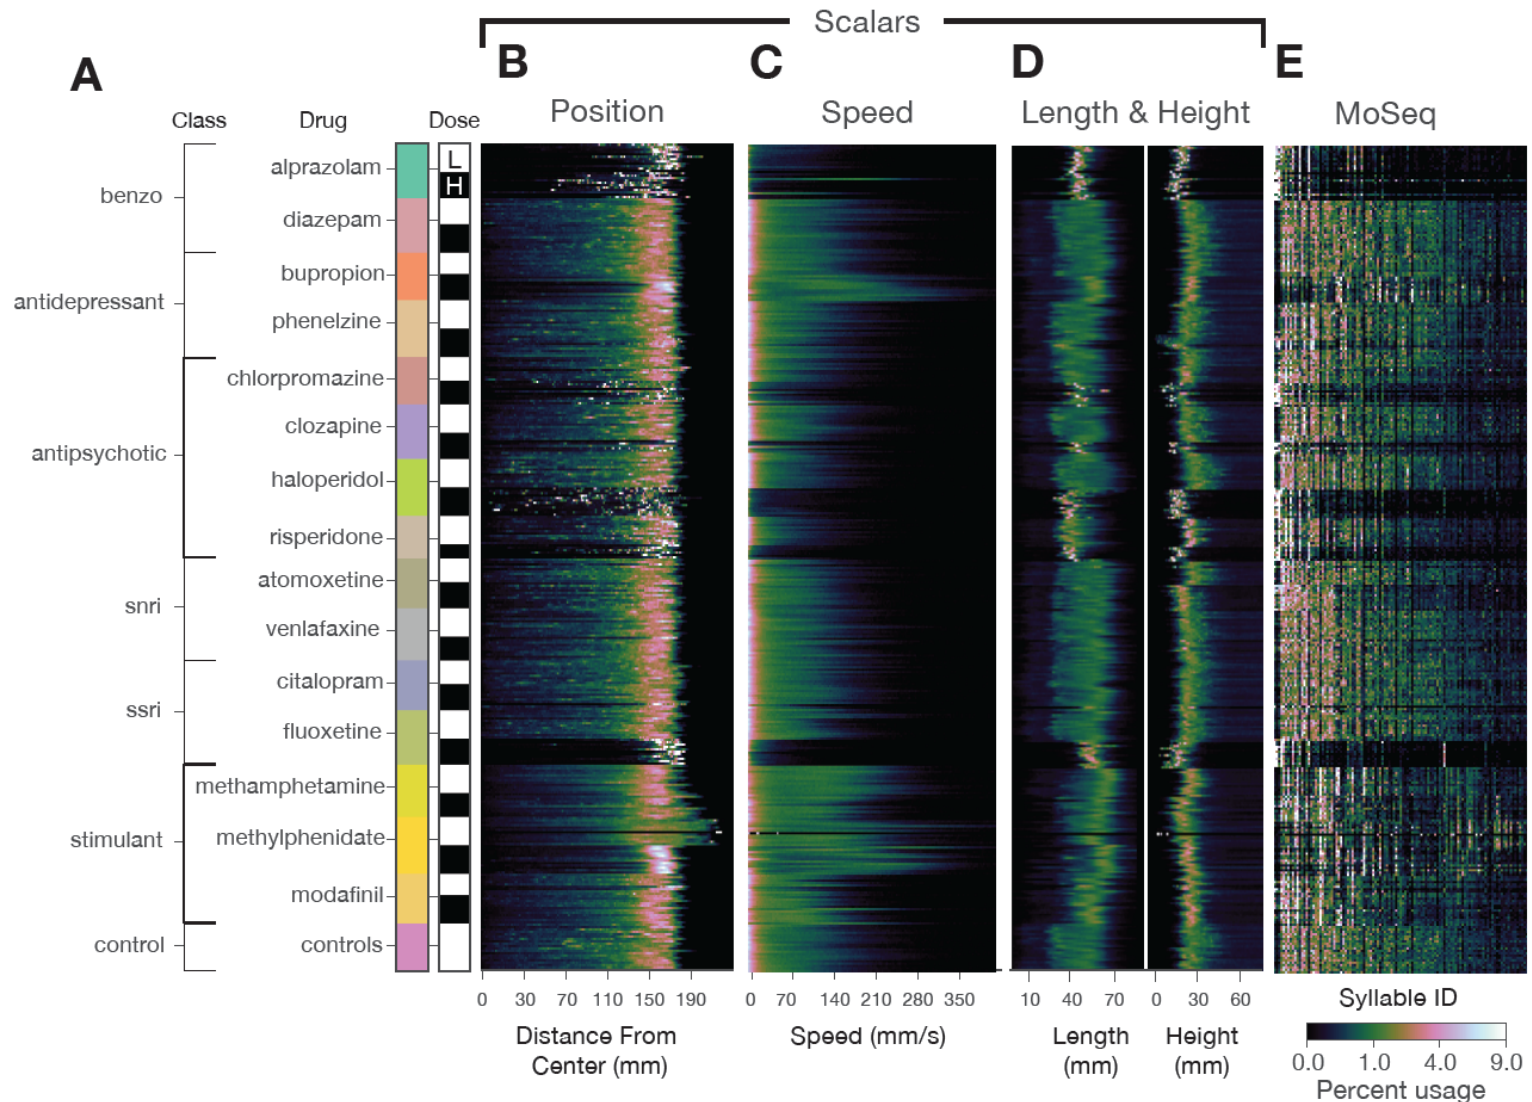 Scalars
A
B
C
D
E
Position
Speed
Length & Height
MoSeq
Class
Drug
Dose
benzo
antidepressant
antipsychotic
snri
ssri
stimulant
control
alprazolam
diazepam
bupropion
phenelzine
chlorpromazine
clozapine
haloperidol
risperidone
atomoxetine
venlafaxine
citalopram
fluoxetine
methamphetamine
methylphenidate
modafinil
controls
L
H
0 30 70 110 150 190
Distance From
Center (mm)
0 70 140 210 280 350
Speed (mm/s)
10 40 70
Length
(mm)
0 30 60
Height
(mm)
Syllable ID
0.0 1.0 4.0 9.0
Percent usage